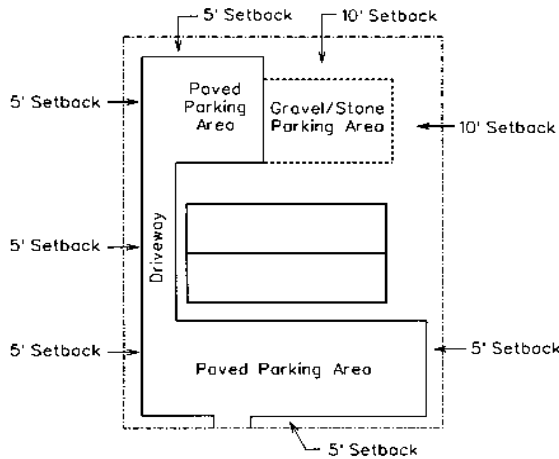 5' Setback
10' Setback
5' Setback
Paved
Parking
Area
Gravel/Stone
Parking Area
10' Setback
5' Setback
Driveway
5' Setback
5' Setback
Paved Parking Area
5' Setback